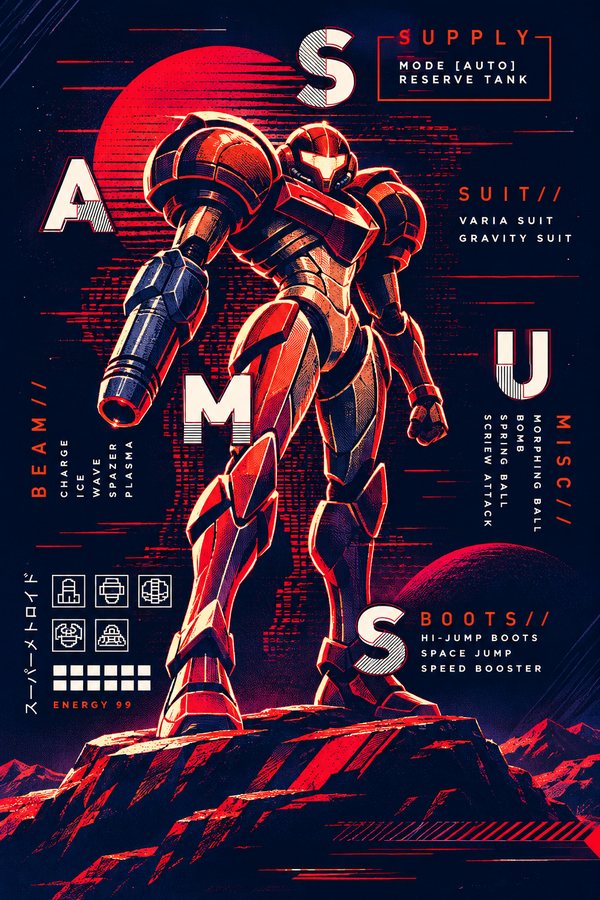 S
SUPPLY
MODE [AUTO]
RESERVE TANK
A
SUIT//
VARIA SUIT
GRAVITY SUIT
M
U
BEAM//
CHARGE
ICE
WAVE
SPAZER
PLASMA
MISC//
MORPHING BALL
BOMB
SPRING BALL
SCRIEW ATTACK
スーパーメトロイド
S
BOOTS//
HI-JUMP BOOTS
SPACE JUMP
SPEED BOOSTER
ENERGY 99